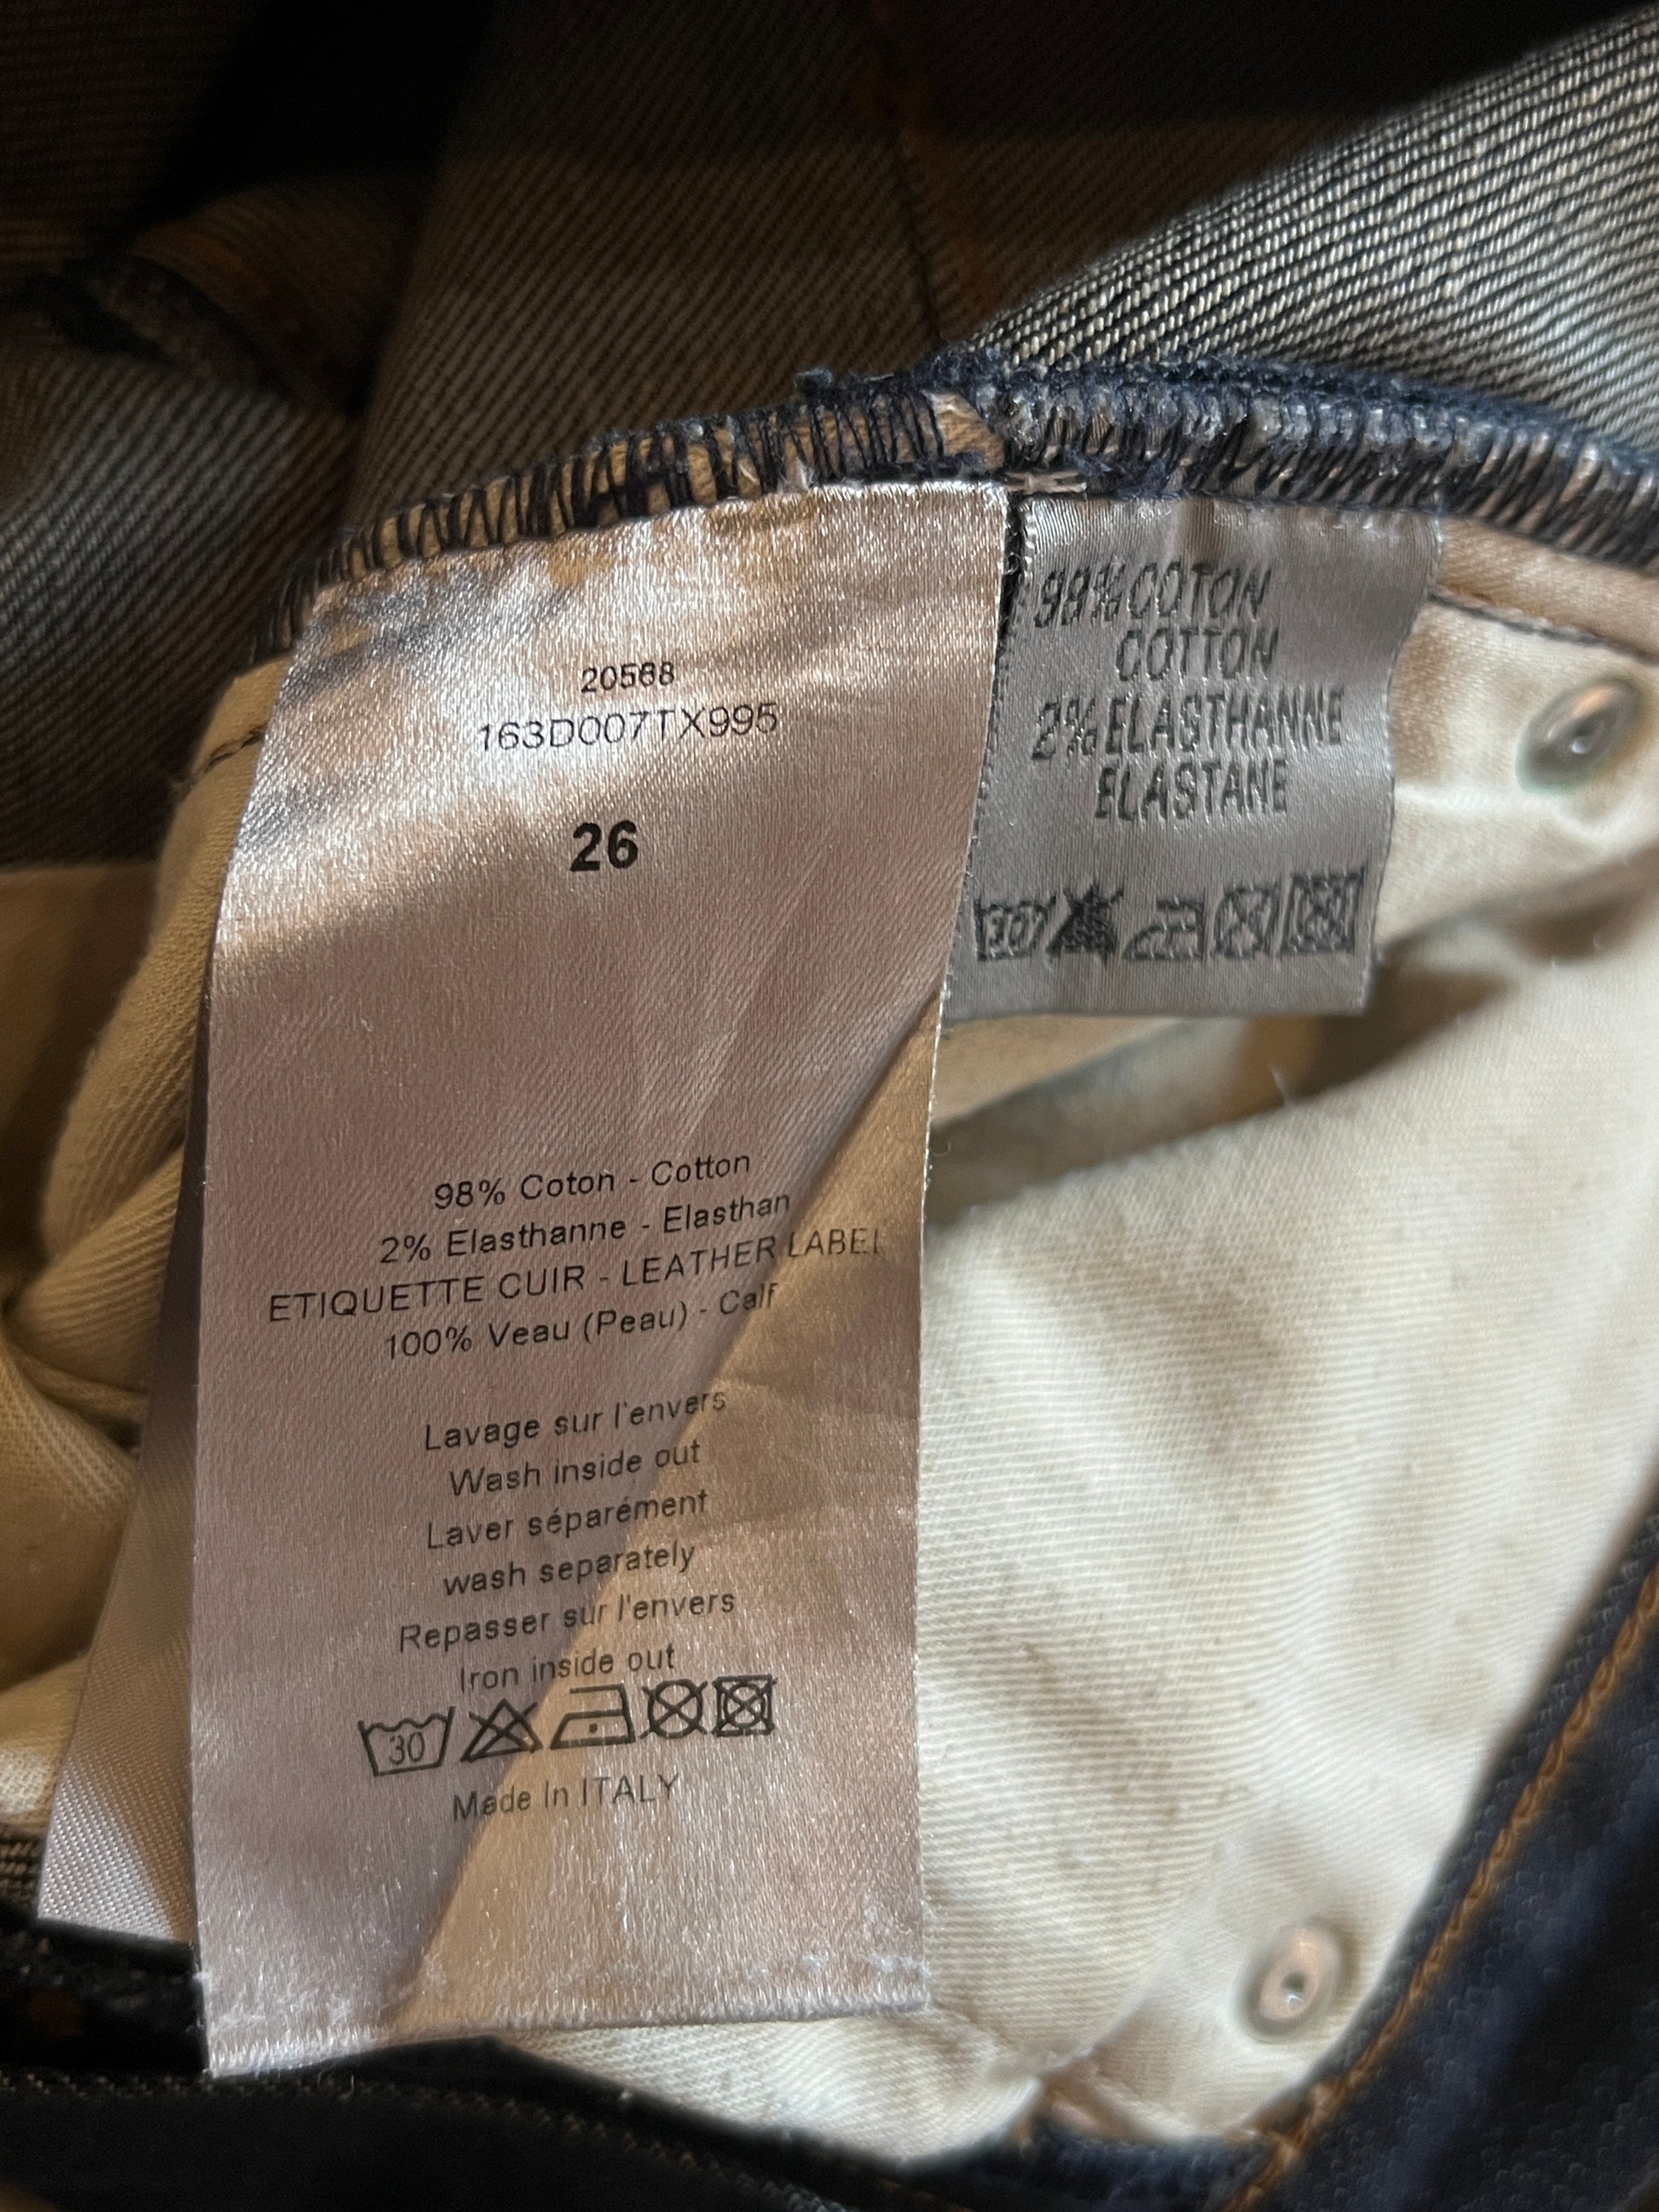 20568
163D007TX995
26
98% Coton - Cotton
2% Elasthanne - Elasthan
ETIQUETTE CUIR - LEATHER LABEL
100% Veau (Peau) - Calf
Lavage sur l'envers
Wash inside out
Laver séparément
wash separately
Repasser sur l'envers
Iron inside out
30
Made In ITALY
98%COTON
COTTON
2%ELASTHANNE
ELASTANE
30